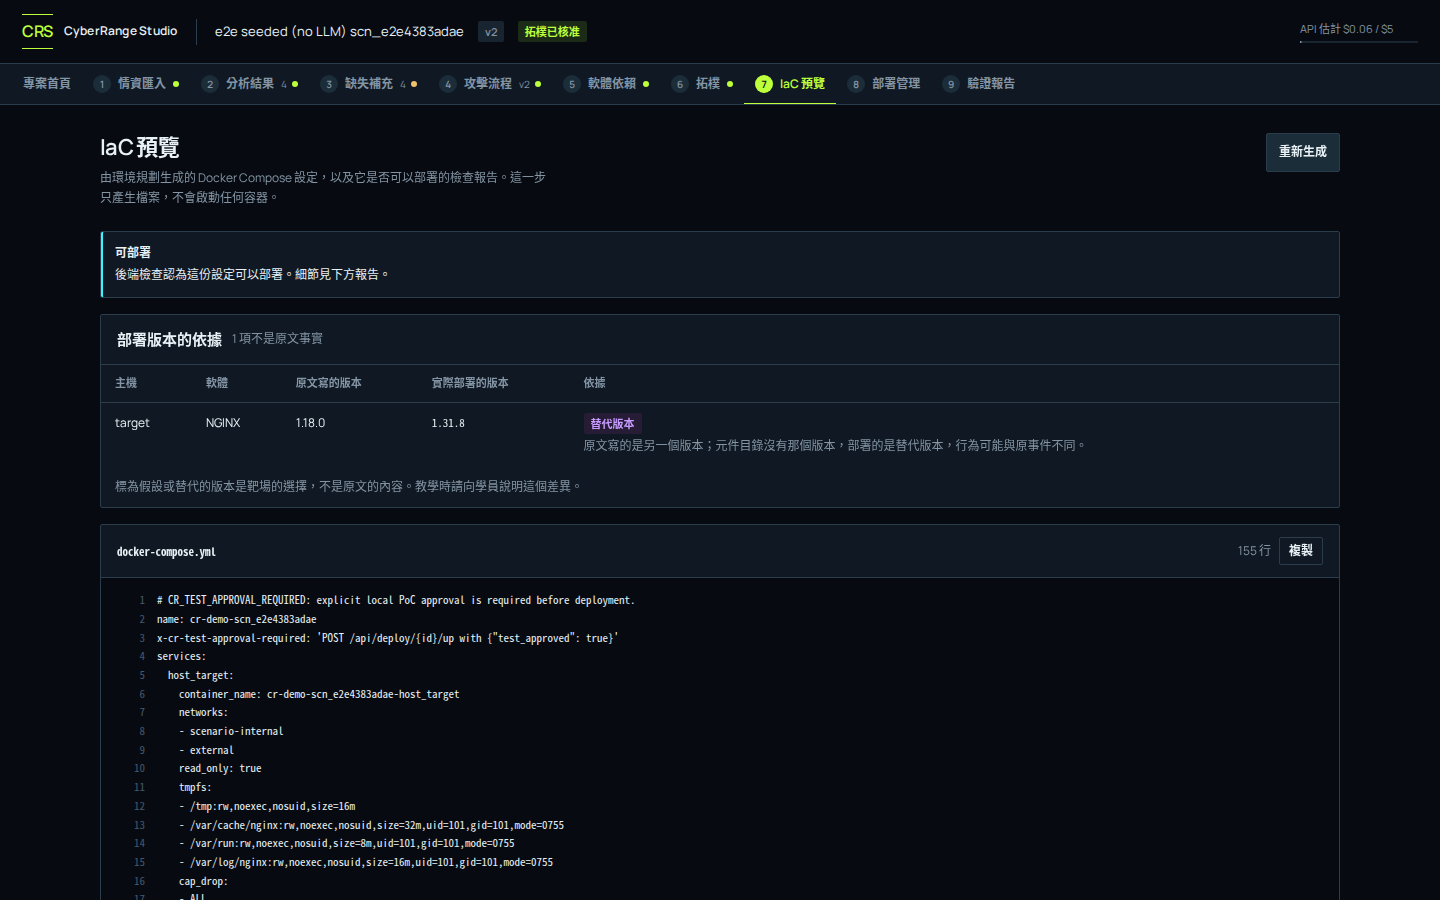 CRS CyberRange Studio e2e seeded (no LLM) scn_e2e4383adae v2 拓樸已核准 API 估計 $0.06 / $5
專案首頁 1 情資匯入 2 分析結果 4 3 缺失補充 4 4 攻擊流程 v2 5 軟體依賴 6 拓樸 7 IaC 預覽 8 部署管理 9 驗證報告
IaC 預覽
重新生成
由環境規劃生成的 Docker Compose 設定，以及它是否可以部署的檢查報告。這一步
只產生檔案，不會啟動任何容器。
可部署
後端檢查認為這份設定可以部署。細節見下方報告。
部署版本的依據 1 項不是原文事實
主機 軟體 原文寫的版本 實際部署的版本 依據
target NGINX 1.18.0 1.31.8 替代版本
原文寫的是另一個版本；元件目錄沒有那個版本，部署的是替代版本，行為可能與原事件不同。
標為假設或替代的版本是靶場的選擇，不是原文的內容。教學時請向學員說明這個差異。
docker-compose.yml 155 行 複製
1 # CR_TEST_APPROVAL_REQUIRED: explicit local PoC approval is required before deployment.
2 name: cr-demo-scn_e2e4383adae
3 x-cr-test-approval-required: 'POST /api/deploy/{id}/up with {"test_approved": true}'
4 services:
5 host_target:
6 container_name: cr-demo-scn_e2e4383adae-host_target
7 networks:
8 - scenario-internal
9 - external
10 read_only: true
11 tmpfs:
12 - /tmp:rw,noexec,nosuid,size=16m
13 - /var/cache/nginx:rw,noexec,nosuid,size=32m,uid=101,gid=101,mode=0755
14 - /var/run:rw,noexec,nosuid,size=8m,uid=101,gid=101,mode=0755
15 - /var/log/nginx:rw,noexec,nosuid,size=16m,uid=101,gid=101,mode=0755
16 cap_drop:
17 - ALL